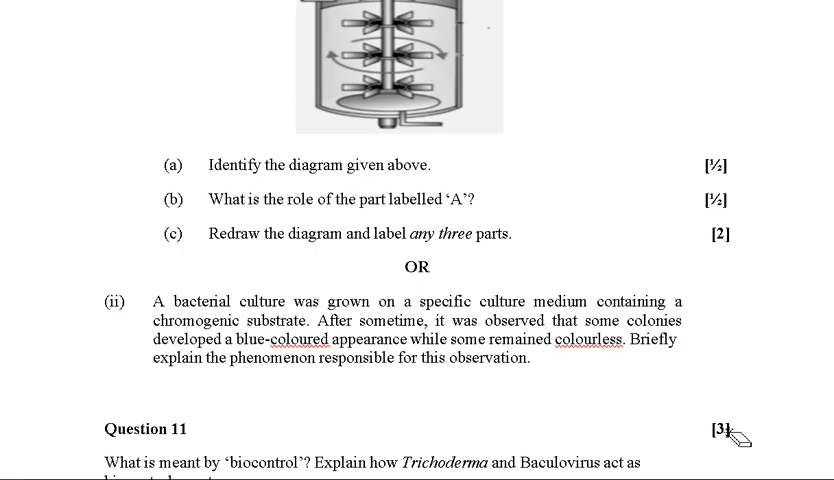 (a) Identify the diagram given above. [½]
(b) What is the role of the part labelled ‘A’? [½]
(c) Redraw the diagram and label any three parts. [2]
OR
(ii) A bacterial culture was grown on a specific culture medium containing a
chromogenic substrate. After sometime, it was observed that some colonies
developed a blue-coloured appearance while some remained colourless. Briefly
explain the phenomenon responsible for this observation.
Question 11 [3]
What is meant by ‘biocontrol’? Explain how Trichoderma and Baculovirus act as